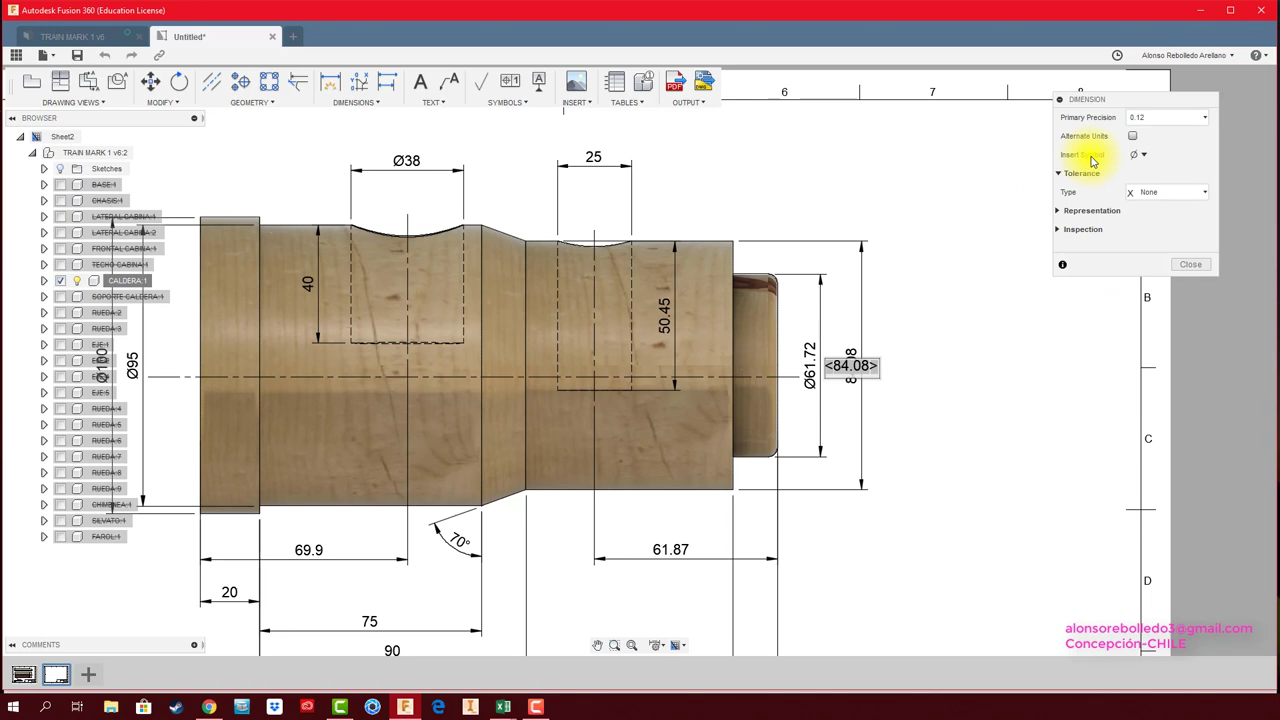 Autodesk Fusion 360 (Education License)
TRAIN MARK 1 v6
Untitled*
Alonso Rebolledo Arellano
DRAWING VIEWS
MODIFY
GEOMETRY
DIMENSIONS
TEXT
SYMBOLS
INSERT
TABLES
OUTPUT
PDF
CSV
BROWSER
Sheet2
TRAIN MARK 1 v6:2
Sketches
BASE:1
CHASIS:1
LATERAL CABINA:1
LATERAL CABINA:2
FRONTAL CABINA:1
TECHO CABINA:1
CALDERA:1
SOPORTE CALDERA:1
RUEDA:2
RUEDA:3
EJE:1
EJE:5
RUEDA:4
RUEDA:5
RUEDA:6
RUEDA:7
RUEDA:8
RUEDA:9
CHIMENEA:1
SILVATO:1
FAROL:1
COMMENTS
6
7
8
B
C
D
DIMENSION
Primary Precision
0.12
Alternate Units
Insert Symbol
Ø
Tolerance
Type
X
None
Representation
Inspection
Close
Ø38
25
40
50.45
Ø100
Ø95
Ø61.72
<84.08>
69.9
70°
61.87
20
75
90
alonsorebolledo3@gmail.com
Concepción-CHILE